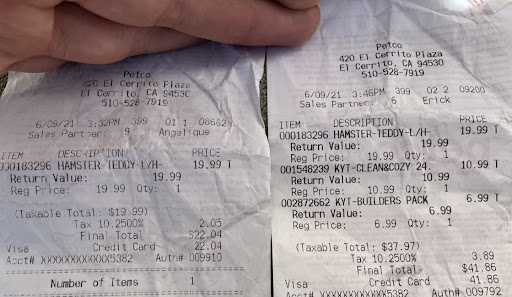 Petco
420 El Cerrito Plaza
El Cerrito, CA 94530
510-528-7919
6/09/21 3:32PM 399 01 1 08662
Sales Partner: 9 Angelique
ITEM DESCRIPTION PRICE
000183296 HAMSTER-TEDDY-L/H- 19.99 T
Return Value: 19.99
Reg Price: 19.99 Qty: 1
(Taxable Total: $19.99)
Tax 10.2500% 2.05
Final Total $22.04
Visa Credit Card 22.04
Acct# XXXXXXXXXXXX5382 Auth# 009910
Number of Items 1
Petco
420 El Cerrito Plaza
El Cerrito, CA 94530
510-528-7919
6/09/21 3:46PM 399 02 2 09200
Sales Partner: 6 Erick
ITEM DESCRIPTION PRICE
000183296 HAMSTER-TEDDY-L/H- 19.99 T
Return Value: 19.99
Reg Price: 19.99 Qty: 1
001548239 KYT-CLEAN&COZY 24. 10.99 T
Return Value: 10.99
Reg Price: 10.99 Qty: 1
002872662 KYT-BUILDERS PACK 6.99 T
Return Value: 6.99
Reg Price: 6.99 Qty: 1
(Taxable Total: $37.97)
Tax 10.2500% 3.89
Final Total $41.86
Visa Credit Card 41.86
Acct# XXXXXXXXXXXX5382 Auth# 009792